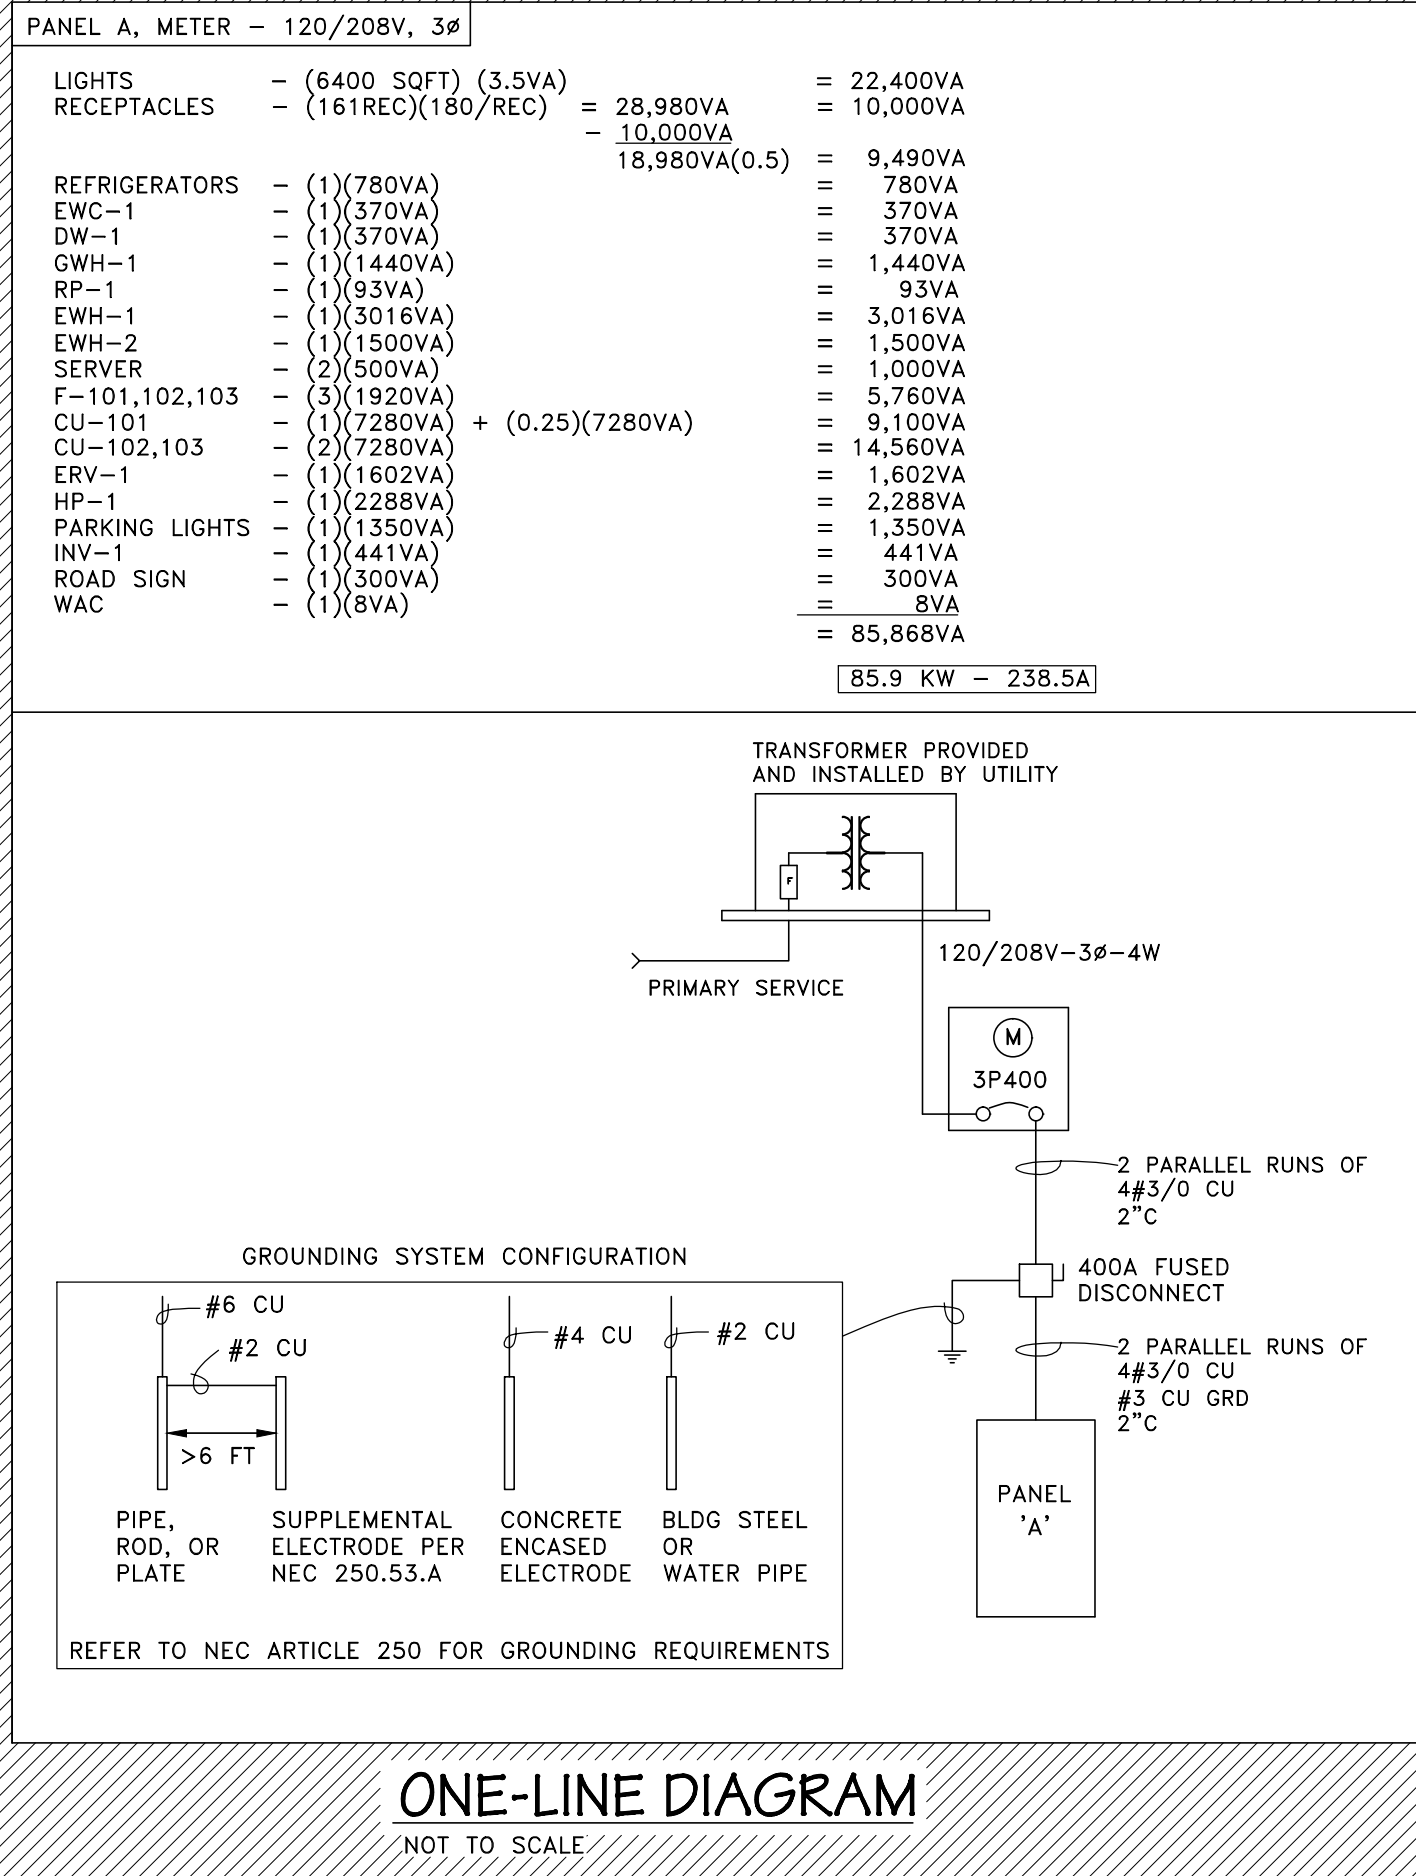 PANEL A, METER – 120/208V, 3ø
LIGHTS – (6400 SQFT) (3.5VA) = 22,400VA
RECEPTACLES – (161REC)(180/REC) = 28,980VA = 10,000VA
– 10,000VA
18,980VA(0.5) = 9,490VA
REFRIGERATORS – (1)(780VA) = 780VA
EWC–1 – (1)(370VA) = 370VA
DW–1 – (1)(370VA) = 370VA
GWH–1 – (1)(1440VA) = 1,440VA
RP–1 – (1)(93VA) = 93VA
EWH–1 – (1)(3016VA) = 3,016VA
EWH–2 – (1)(1500VA) = 1,500VA
SERVER – (2)(500VA) = 1,000VA
F–101,102,103 – (3)(1920VA) = 5,760VA
CU–101 – (1)(7280VA) + (0.25)(7280VA) = 9,100VA
CU–102,103 – (2)(7280VA) = 14,560VA
ERV–1 – (1)(1602VA) = 1,602VA
HP–1 – (1)(2288VA) = 2,288VA
PARKING LIGHTS – (1)(1350VA) = 1,350VA
INV–1 – (1)(441VA) = 441VA
ROAD SIGN – (1)(300VA) = 300VA
WAC – (1)(8VA) = 8VA
= 85,868VA
85.9 KW – 238.5A
TRANSFORMER PROVIDED
AND INSTALLED BY UTILITY
F
120/208V–3ø–4W
PRIMARY SERVICE
M
3P400
2 PARALLEL RUNS OF
4#3/0 CU
2"C
400A FUSED
DISCONNECT
2 PARALLEL RUNS OF
4#3/0 CU
#3 CU GRD
2"C
PANEL
'A'
GROUNDING SYSTEM CONFIGURATION
#6 CU
#2 CU
#4 CU
#2 CU
>6 FT
PIPE,
ROD, OR
PLATE
SUPPLEMENTAL
ELECTRODE PER
NEC 250.53.A
CONCRETE
ENCASED
ELECTRODE
BLDG STEEL
OR
WATER PIPE
REFER TO NEC ARTICLE 250 FOR GROUNDING REQUIREMENTS
ONE-LINE DIAGRAM
NOT TO SCALE